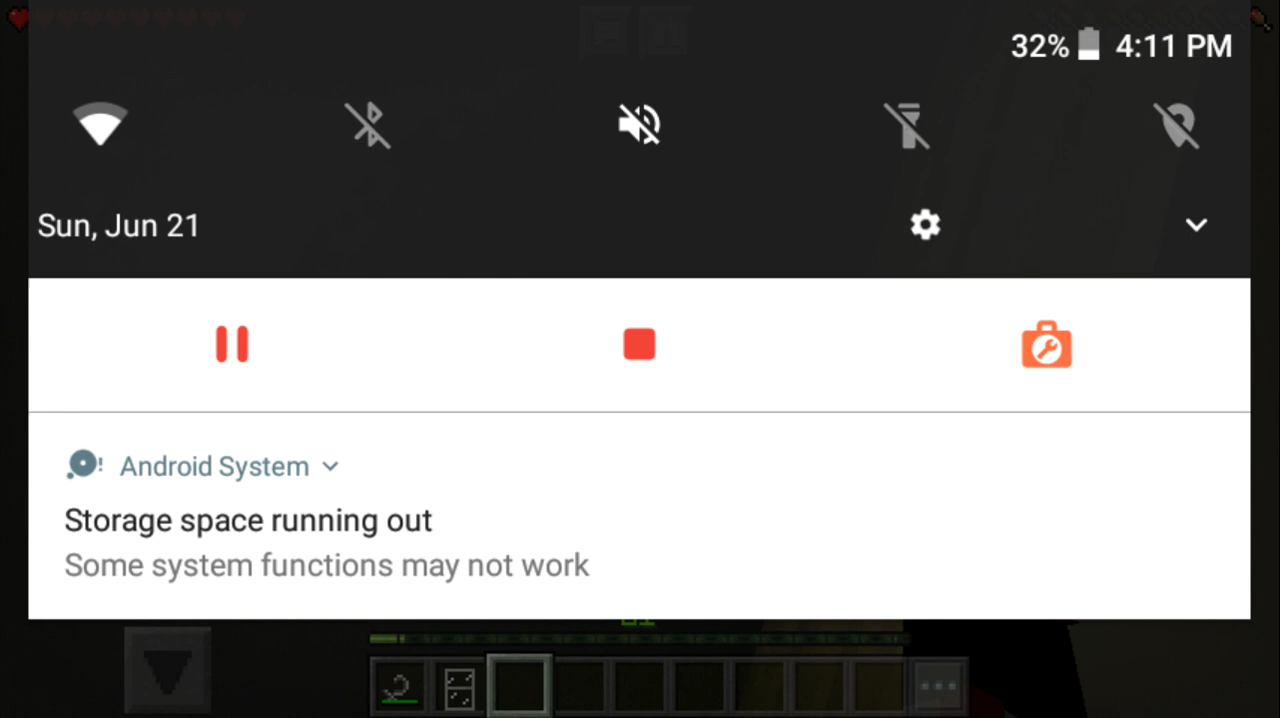 32% 4:11 PM
Sun, Jun 21
Android System
Storage space running out
Some system functions may not work